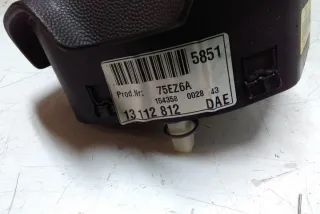 5851
Prod.Nr: 75EZ6A
154358 0028 43
13 112 812 DAE